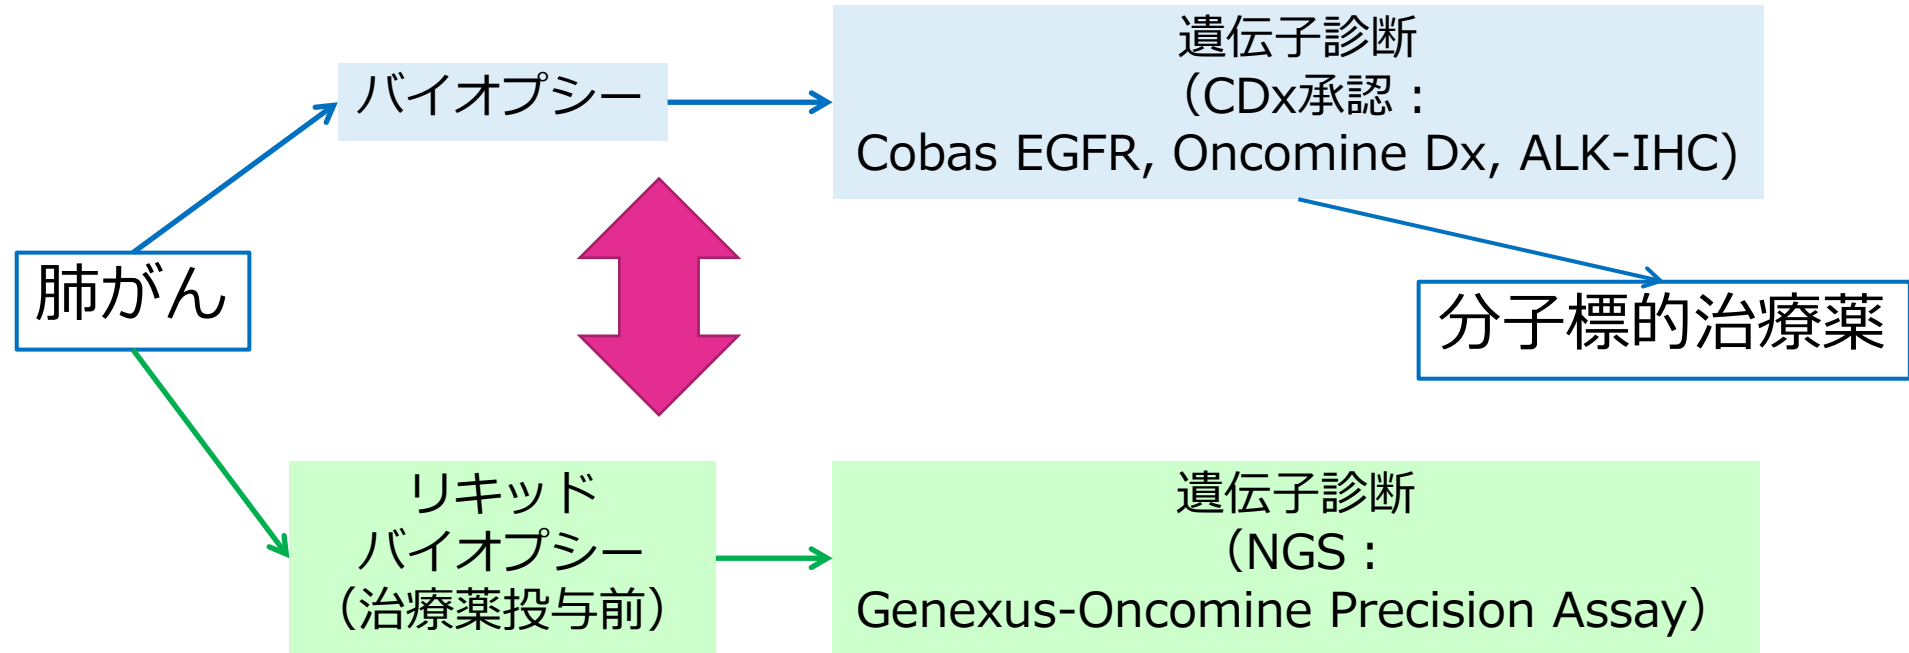 バイオプシー
遺伝子診断
（CDx承認：
Cobas EGFR, Oncomine Dx, ALK-IHC）
肺がん
分子標的治療薬
リキッド
バイオプシー
（治療薬投与前）
遺伝子診断
（NGS：
Genexus-Oncomine Precision Assay）